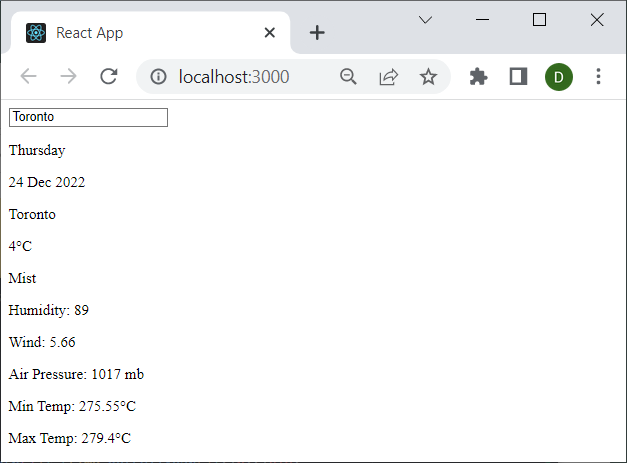 React App
localhost:3000
D
Toronto
Thursday
24 Dec 2022
Toronto
4°C
Mist
Humidity: 89
Wind: 5.66
Air Pressure: 1017 mb
Min Temp: 275.55°C
Max Temp: 279.4°C